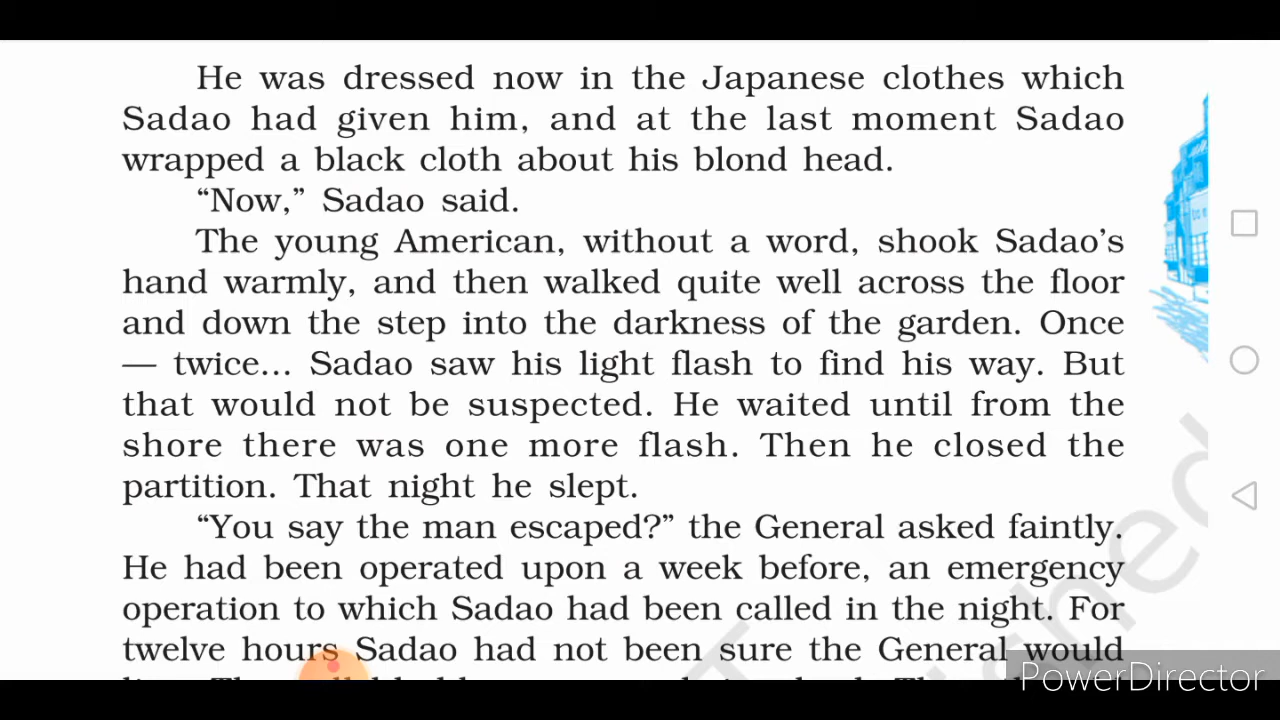 He was dressed now in the Japanese clothes which
Sadao had given him, and at the last moment Sadao
wrapped a black cloth about his blond head.
“Now,” Sadao said.
The young American, without a word, shook Sadao’s
hand warmly, and then walked quite well across the floor
and down the step into the darkness of the garden. Once
— twice... Sadao saw his light flash to find his way. But
that would not be suspected. He waited until from the
shore there was one more flash. Then he closed the
partition. That night he slept.
“You say the man escaped?” the General asked faintly.
He had been operated upon a week before, an emergency
operation to which Sadao had been called in the night. For
twelve hours Sadao had not been sure the General would
PowerDirector